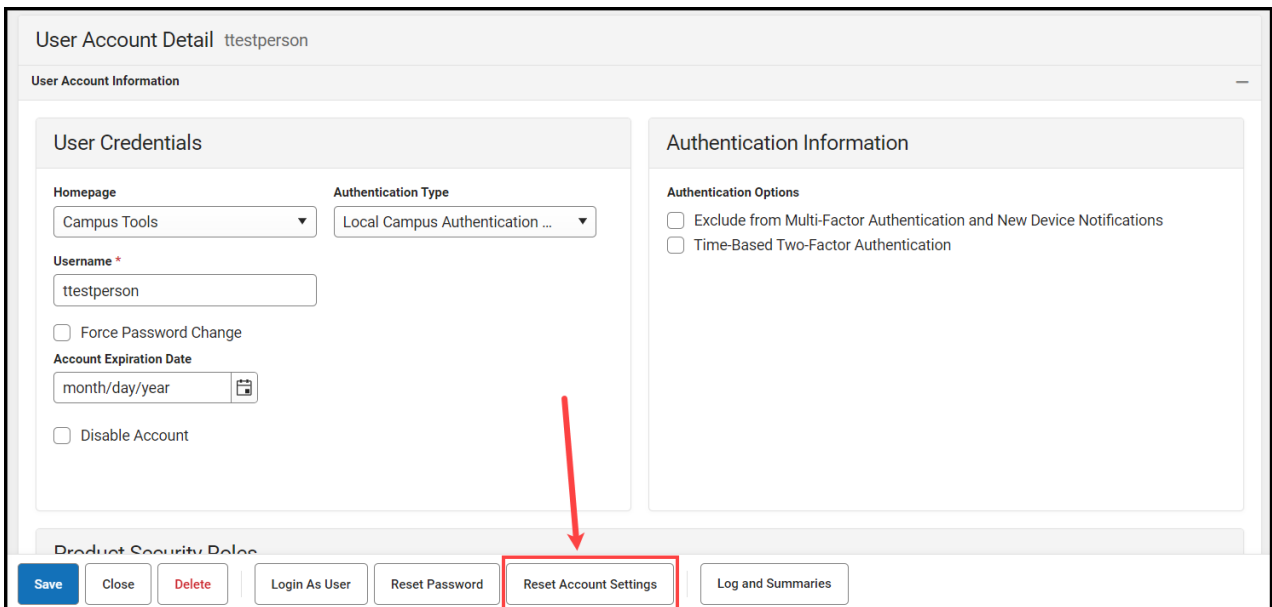 User Account Detail ttestperson
User Account Information
User Credentials
Homepage
Campus Tools
Authentication Type
Local Campus Authentication ...
Username *
ttestperson
Force Password Change
Account Expiration Date
month/day/year
Disable Account
Authentication Information
Authentication Options
Exclude from Multi-Factor Authentication and New Device Notifications
Time-Based Two-Factor Authentication
Product Security Roles
Save Close Delete Login As User Reset Password Reset Account Settings Log and Summaries